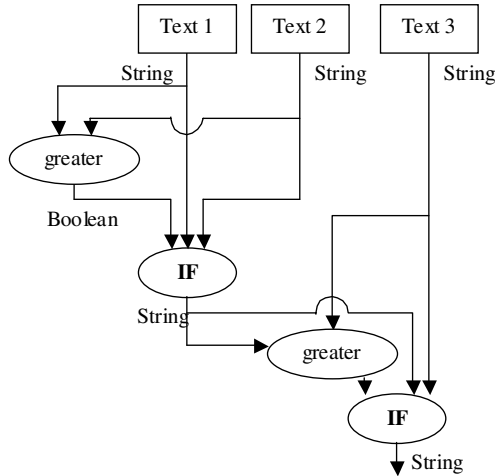 Text 1
Text 2
Text 3
String
String
String
greater
Boolean
IF
String
greater
IF
String